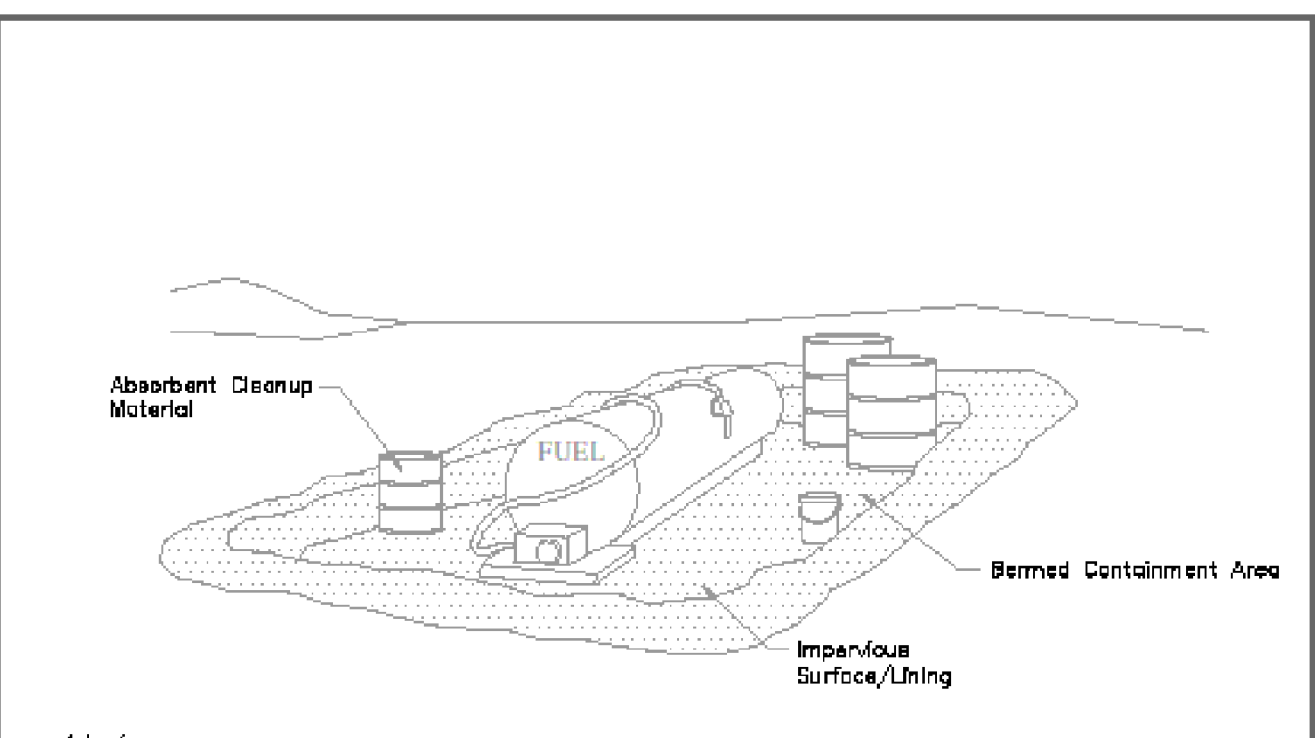 Absorbent Cleanup
Material
FUEL
Bermed Containment Area
Impervious
Surface/Lining